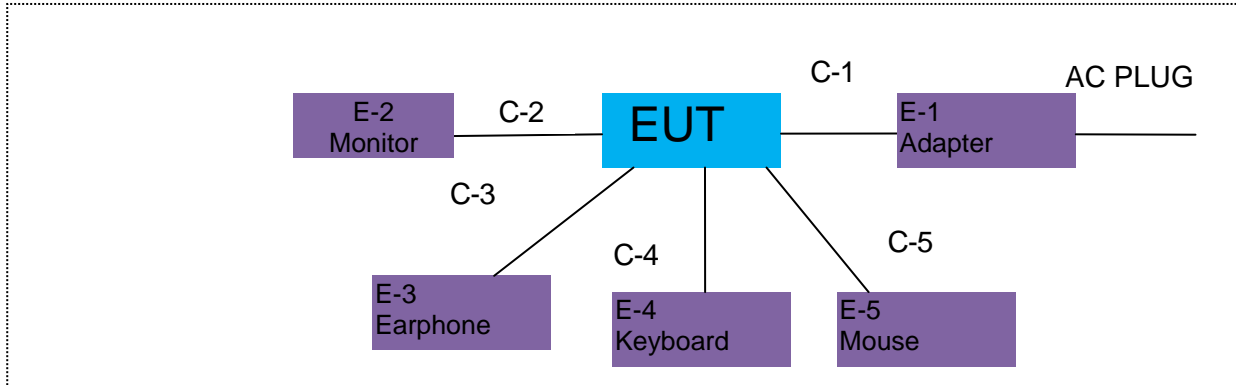 C-1
AC PLUG
E-2
Monitor
C-2
EUT
E-1
Adapter
C-3
C-4
C-5
E-3
Earphone
E-4
Keyboard
E-5
Mouse